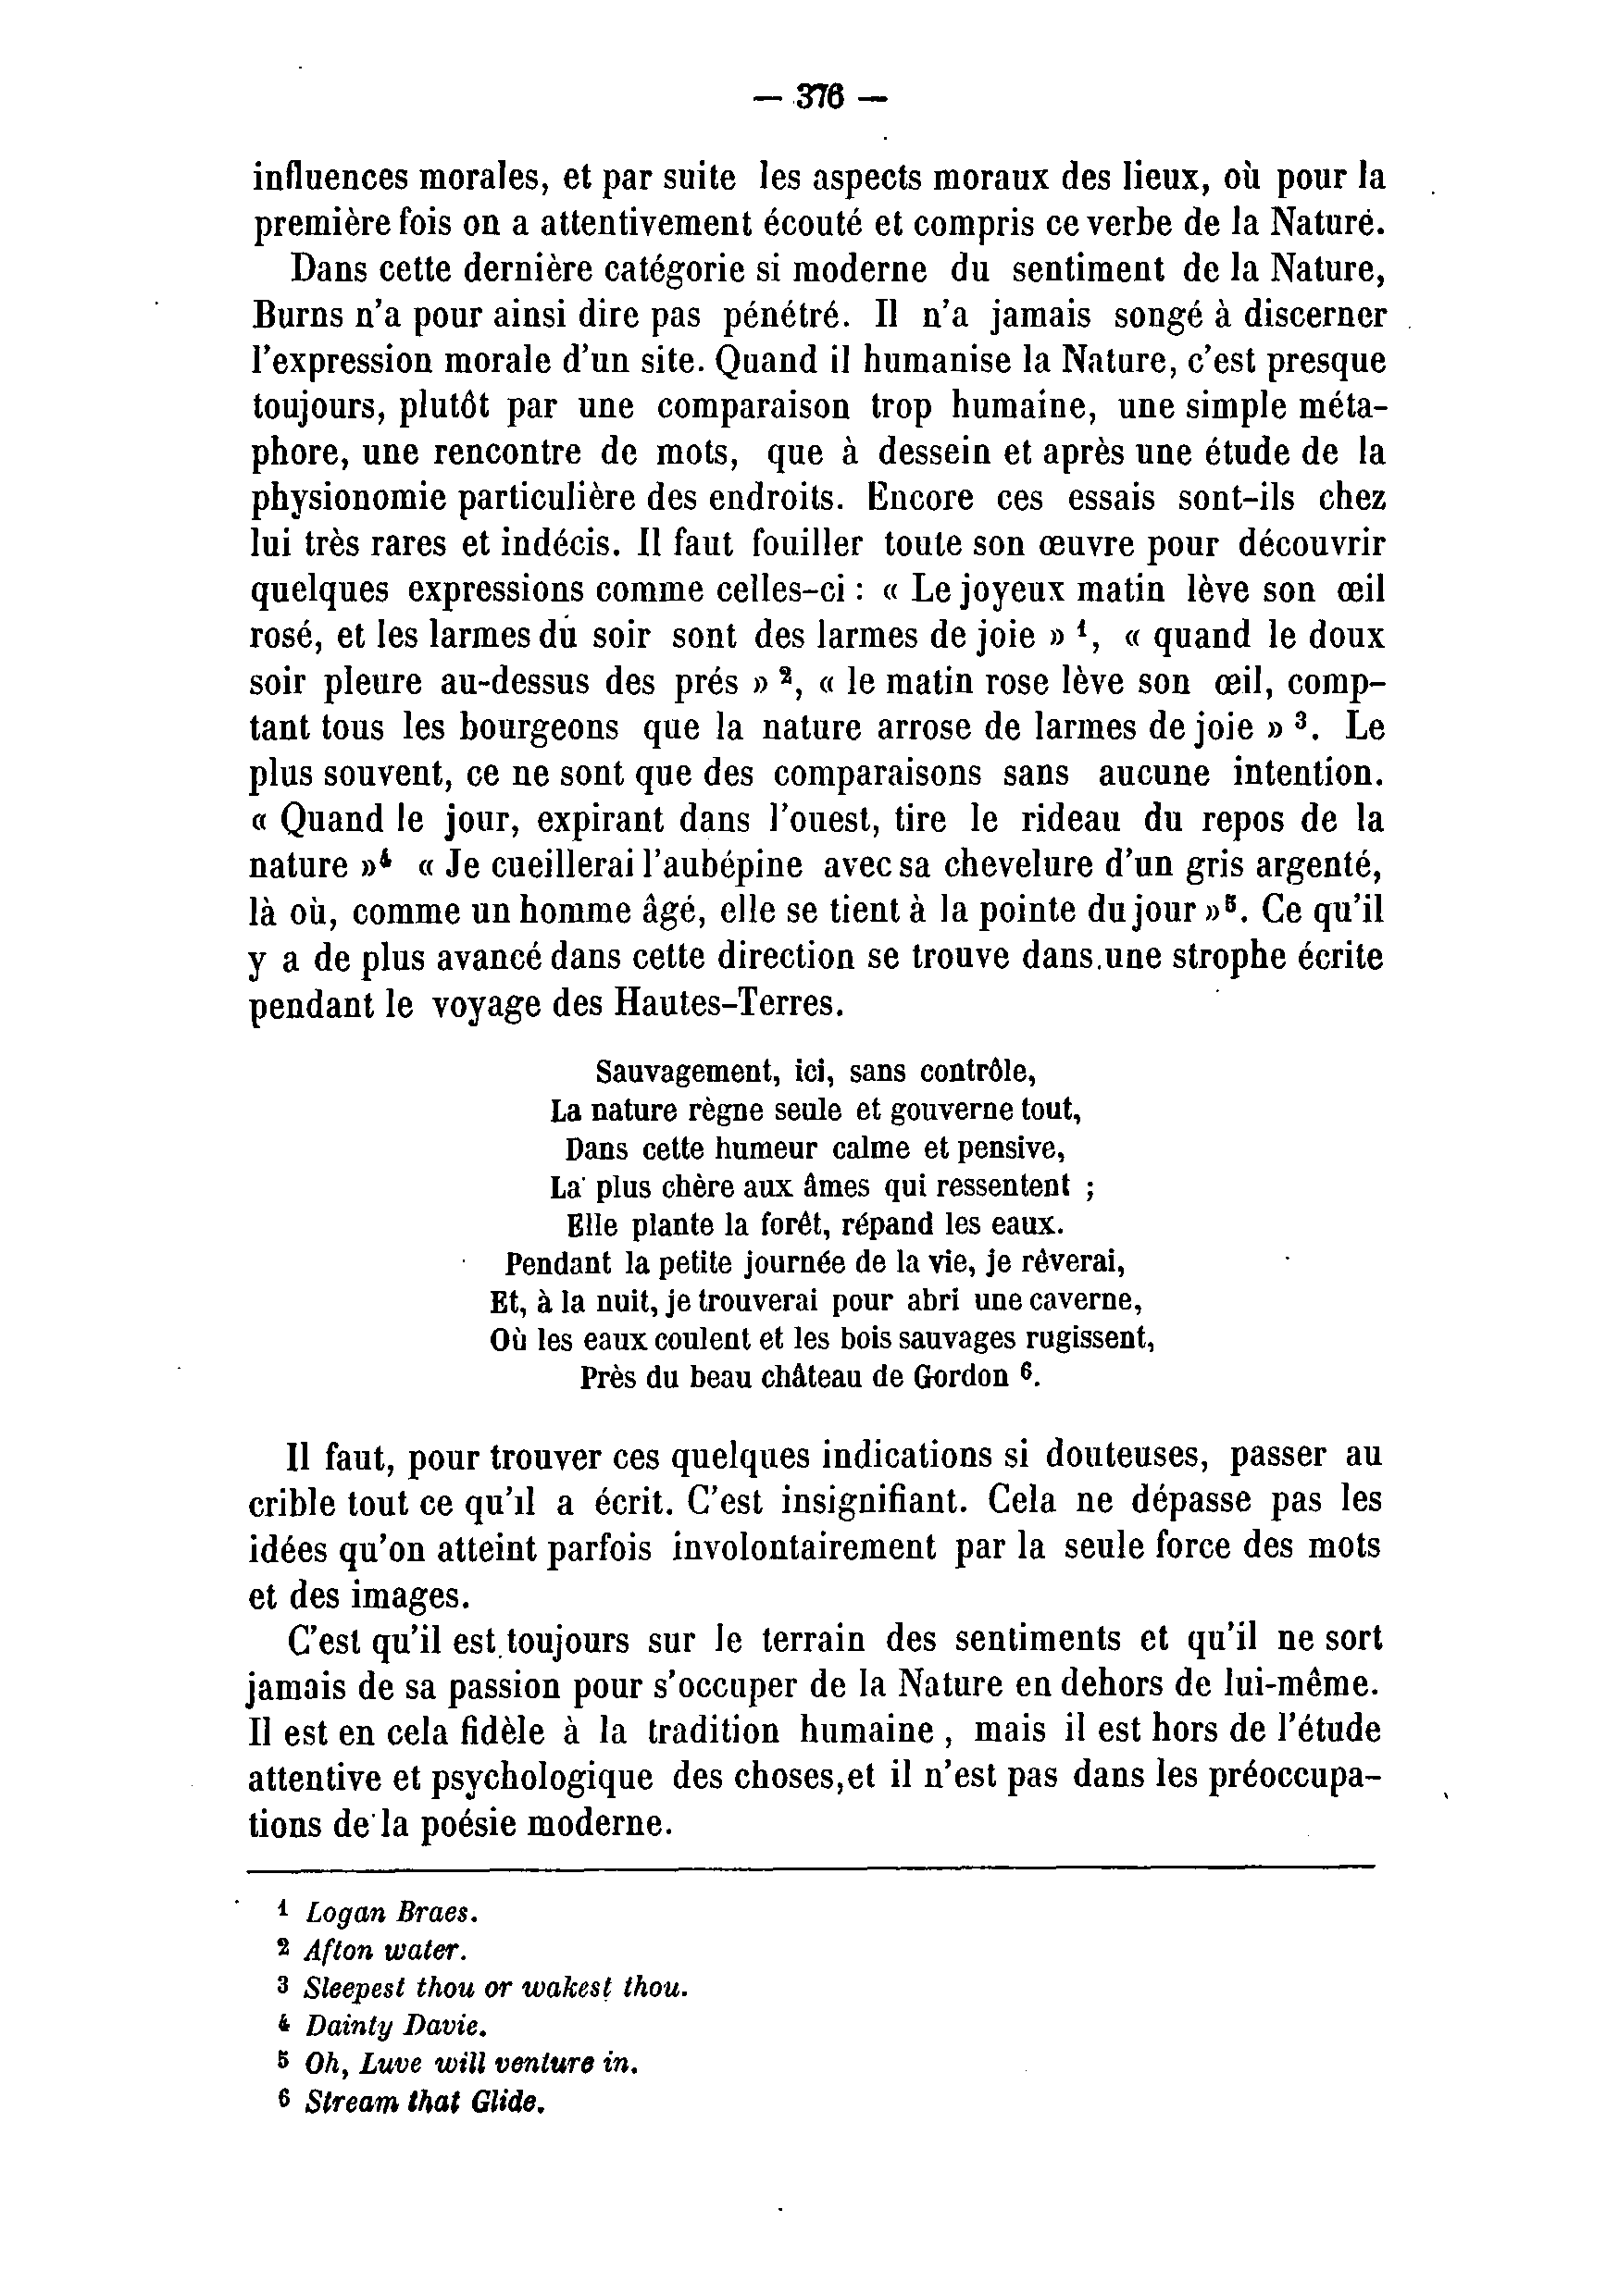 — 376 —
influences morales, et par suite les aspects moraux des lieux, où pour la
première fois on a attentivement écouté et compris ce verbe de la Nature.
Dans cette dernière catégorie si moderne du sentiment de la Nature,
Burns n'a pour ainsi dire pas pénétré. Il n'a jamais songé à discerner
l'expression morale d'un site. Quand il humanise la Nature, c'est presque
toujours, plutôt par une comparaison trop humaine, une simple méta-
phore, une rencontre de mots, que à dessein et après une étude de la
physionomie particulière des endroits. Encore ces essais sont-ils chez
lui très rares et indécis. Il faut fouiller toute son œuvre pour découvrir
quelques expressions comme celles-ci : « Le joyeux matin lève son œil
rosé, et les larmes du soir sont des larmes de joie » ¹, « quand le doux
soir pleure au-dessus des prés » ², « le matin rose lève son œil, comp-
tant tous les bourgeons que la nature arrose de larmes de joie » ³. Le
plus souvent, ce ne sont que des comparaisons sans aucune intention.
« Quand le jour, expirant dans l'ouest, tire le rideau du repos de la
nature »⁴ « Je cueillerai l'aubépine avec sa chevelure d'un gris argenté,
là où, comme un homme âgé, elle se tient à la pointe du jour »⁵. Ce qu'il
y a de plus avancé dans cette direction se trouve dans une strophe écrite
pendant le voyage des Hautes-Terres.
Sauvagement, ici, sans contrôle,
La nature règne seule et gouverne tout,
Dans cette humeur calme et pensive,
La plus chère aux âmes qui ressentent ;
Elle plante la forêt, répand les eaux.
Pendant la petite journée de la vie, je rêverai,
Et, à la nuit, je trouverai pour abri une caverne,
Où les eaux coulent et les bois sauvages rugissent,
Près du beau château de Gordon ⁶.
Il faut, pour trouver ces quelques indications si douteuses, passer au
crible tout ce qu'il a écrit. C'est insignifiant. Cela ne dépasse pas les
idées qu'on atteint parfois involontairement par la seule force des mots
et des images.
C'est qu'il est toujours sur le terrain des sentiments et qu'il ne sort
jamais de sa passion pour s'occuper de la Nature en dehors de lui-même.
Il est en cela fidèle à la tradition humaine , mais il est hors de l'étude
attentive et psychologique des choses,et il n'est pas dans les préoccupa-
tions de la poésie moderne.
¹ Logan Braes.
² Afton water.
³ Sleepest thou or wakest thou.
⁴ Dainty Davie.
⁵ Oh, Luve will venture in.
⁶ Stream that Glide.